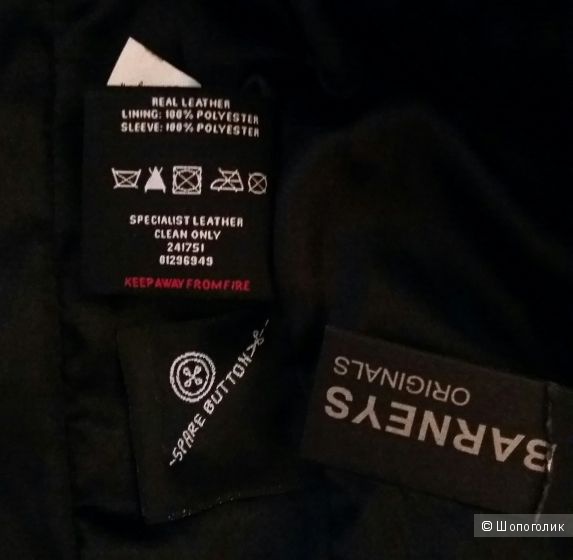 REAL LEATHER
LINING: 100% POLYESTER
SLEEVE: 100% POLYESTER
SPECIALIST LEATHER
CLEAN ONLY
241751
01296949
KEEP AWAY FROM FIRE
SPARE BUTTON
BARNEYS
ORIGINALS
© Шопоголик